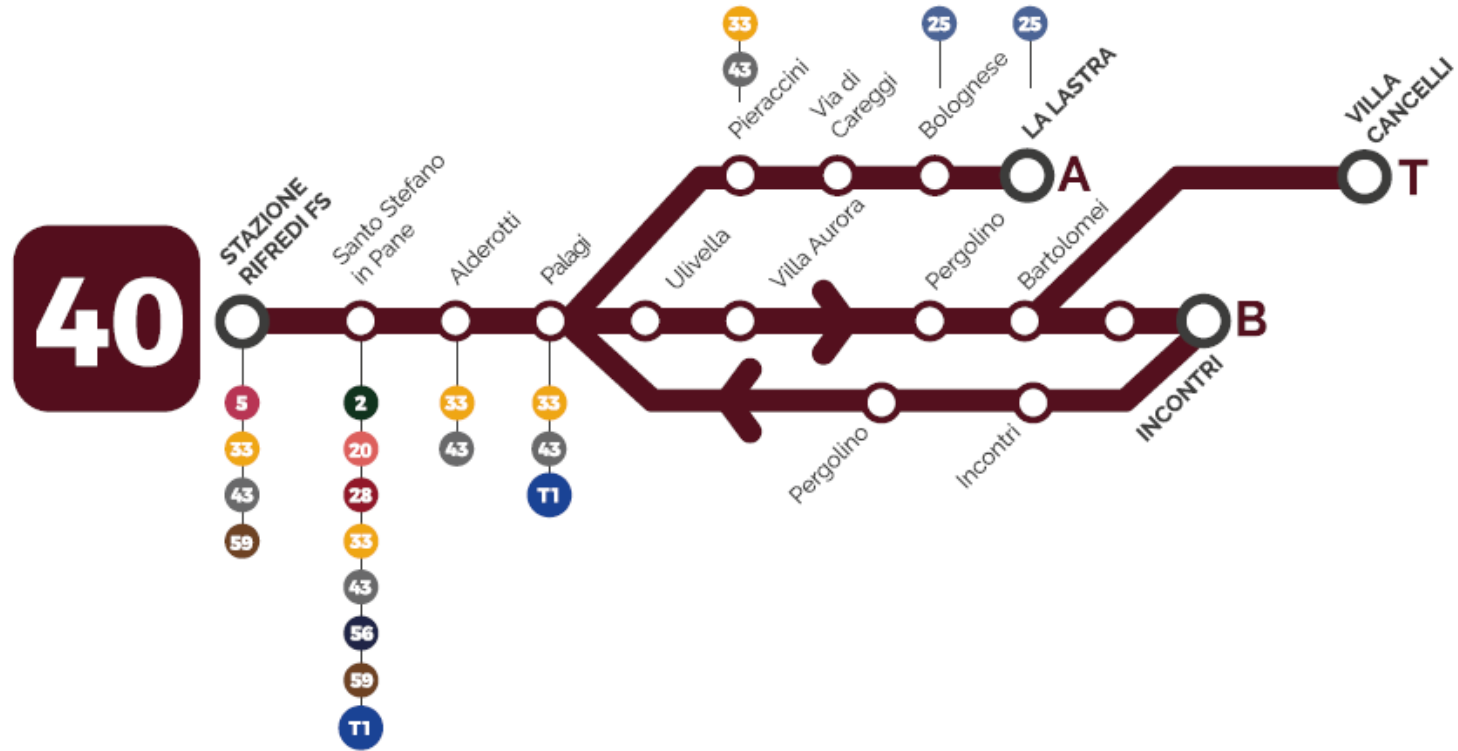 40
STAZIONE
RIFREDI FS
5
33
43
59
Santo Stefano
in Pane
2
20
28
33
43
56
59
T1
Alderotti
33
43
Palagi
33
43
T1
33
43
Pieraccini
Via di
Careggi
25
Bolognese
25
LA LASTRA
A
Ulivella
Villa Aurora
Pergolino
Bartolomei
VILLA
CANCELLI
T
B
INCONTRI
Pergolino
Incontri